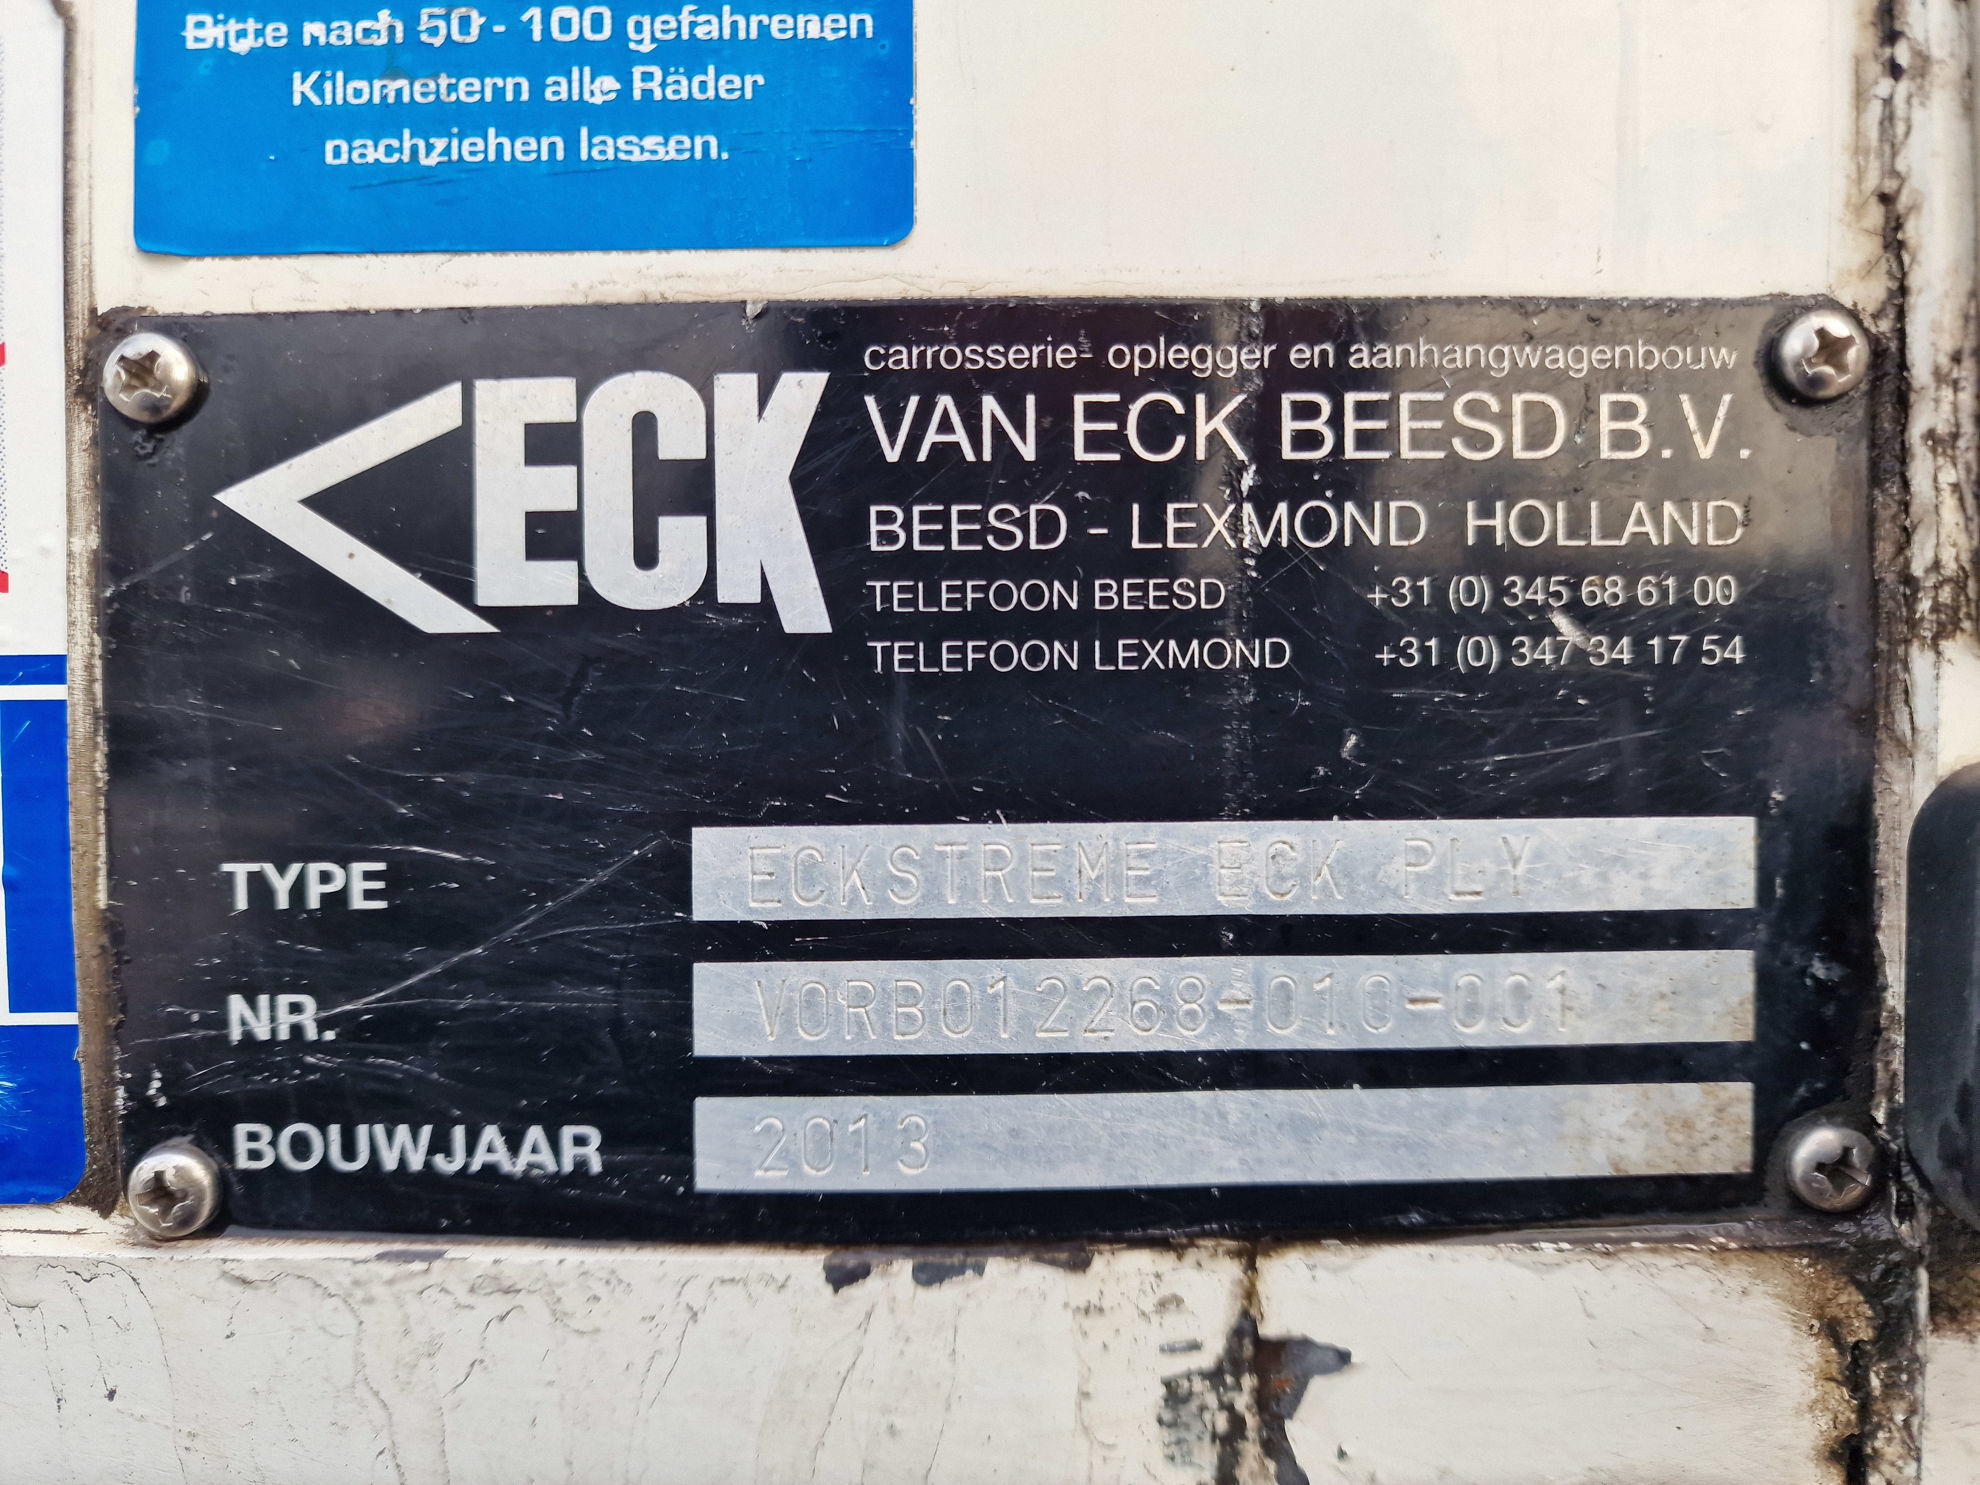 Bitte nach 50 - 100 gefahrenen
Kilometern alle Räder
nachziehen lassen.
ECK
carrosserie- oplegger en aanhangwagenbouw
VAN ECK BEESD B.V.
BEESD - LEXMOND HOLLAND
TELEFOON BEESD +31 (0) 345 68 61 00
TELEFOON LEXMOND +31 (0) 347 34 17 54
TYPE ECKSTREME ECK PLY
NR. VORB012268-010-001
BOUWJAAR 2013